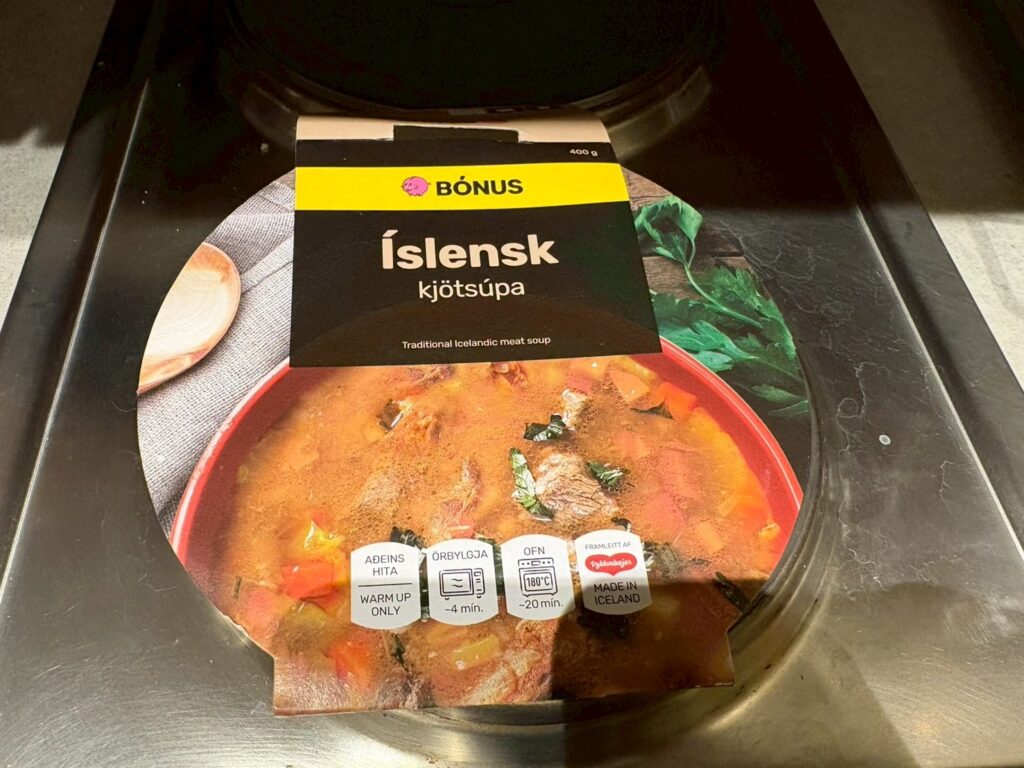 400 g
BÓNUS
Íslensk
kjötsúpa
Traditional Icelandic meat soup
AÐEINS
HITA
WARM UP
ONLY
ÖRBYLGJA
~4 mín.
OFN
180°C
~20 mín.
FRAMLEITT AF
Þykkvabæjar
MADE IN
ICELAND